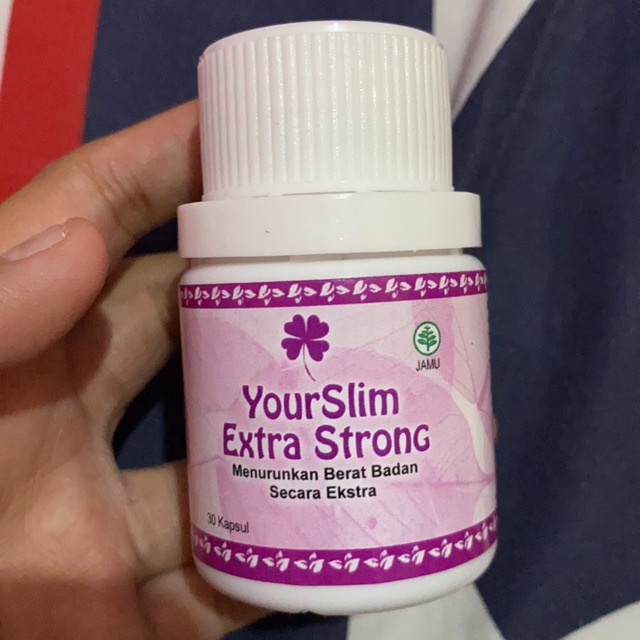 JAMU
YourSlim
Extra Strong
Menurunkan Berat Badan
Secara Ekstra
30 Kapsul